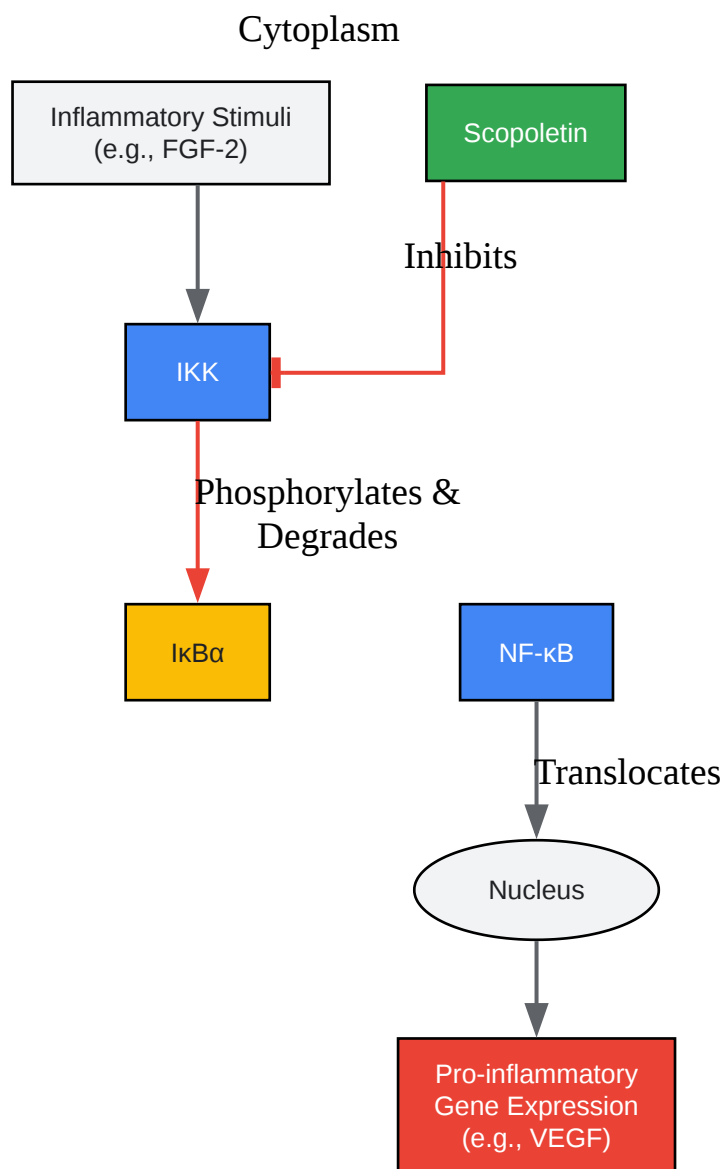 Cytoplasm
Inflammatory Stimuli
(e.g., FGF-2)
Scopoletin
Inhibits
IKK
Phosphorylates &
Degrades
IκBα
NF-κB
Translocates
Nucleus
Pro-inflammatory
Gene Expression
(e.g., VEGF)